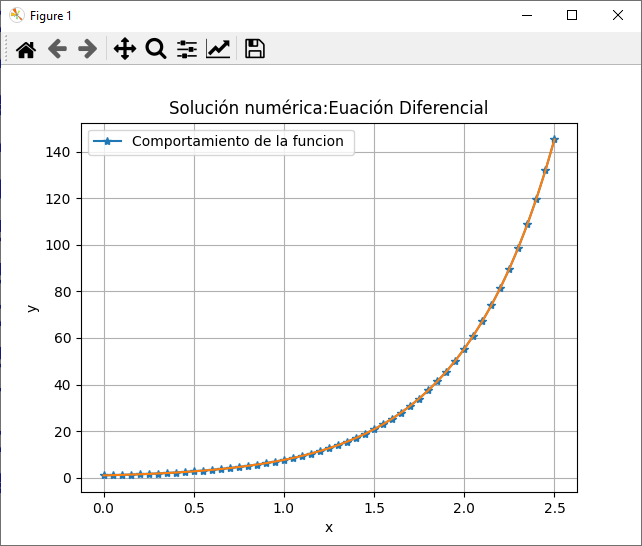 Figure 1
Solución numérica:Euación Diferencial
Comportamiento de la funcion
140
120
100
80
60
40
20
0
y
0.0 0.5 1.0 1.5 2.0 2.5
x